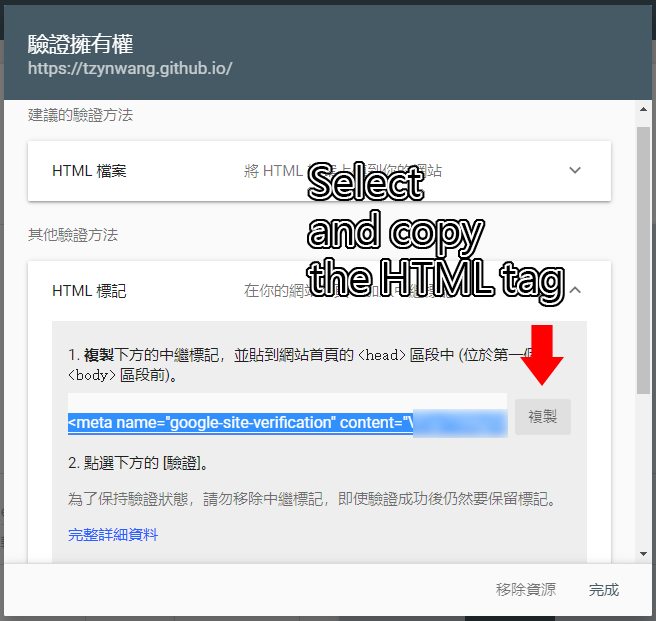 驗證擁有權
https://tzynwang.github.io/
建議的驗證方法
HTML 檔案
將 HTML 到你的網站
Select
and copy
the HTML tag
其他驗證方法
HTML 標記
在你的網站
1. 複製下方的中繼標記，並貼到網站首頁的 <head> 區段中 (位於第一個
<body> 區段前)。
<meta name="google-site-verification" content="
複製
2. 點選下方的 [驗證]。
為了保持驗證狀態，請勿移除中繼標記，即使驗證成功後仍然要保留標記。
完整詳細資料
移除資源
完成